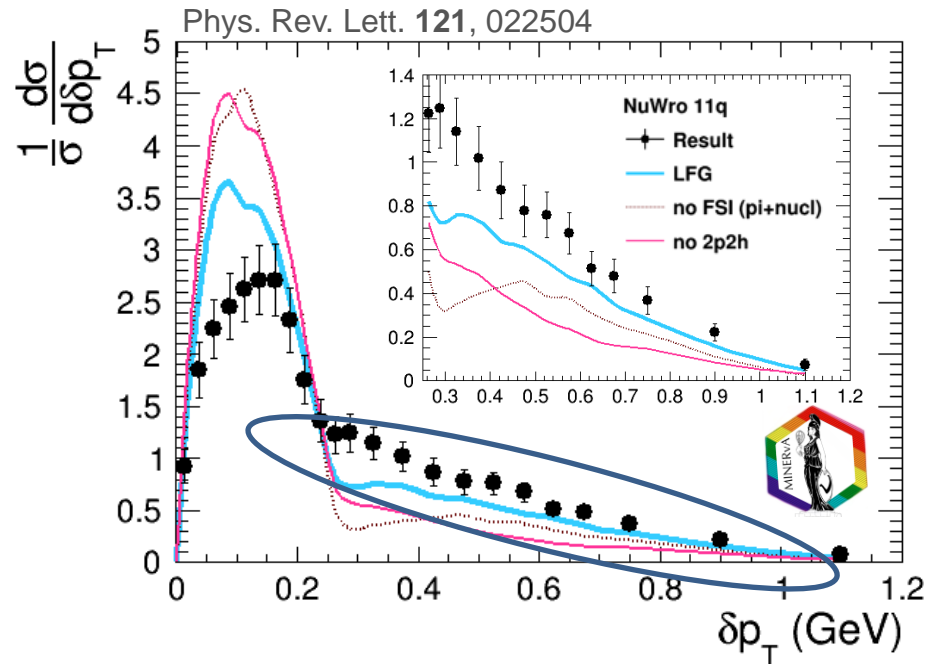 Phys. Rev. Lett. 121, 022504
1/σ dσ/dδp_T
5
4.5
4
3.5
3
2.5
2
1.5
1
0.5
0
0 0.2 0.4 0.6 0.8 1 1.2
δp_T (GeV)
1.4
1.2
1
0.8
0.6
0.4
0.2
0
0.3 0.4 0.5 0.6 0.7 0.8 0.9 1 1.1 1.2
NuWro 11q
Result
LFG
no FSI (pi+nucl)
no 2p2h
MINERvA